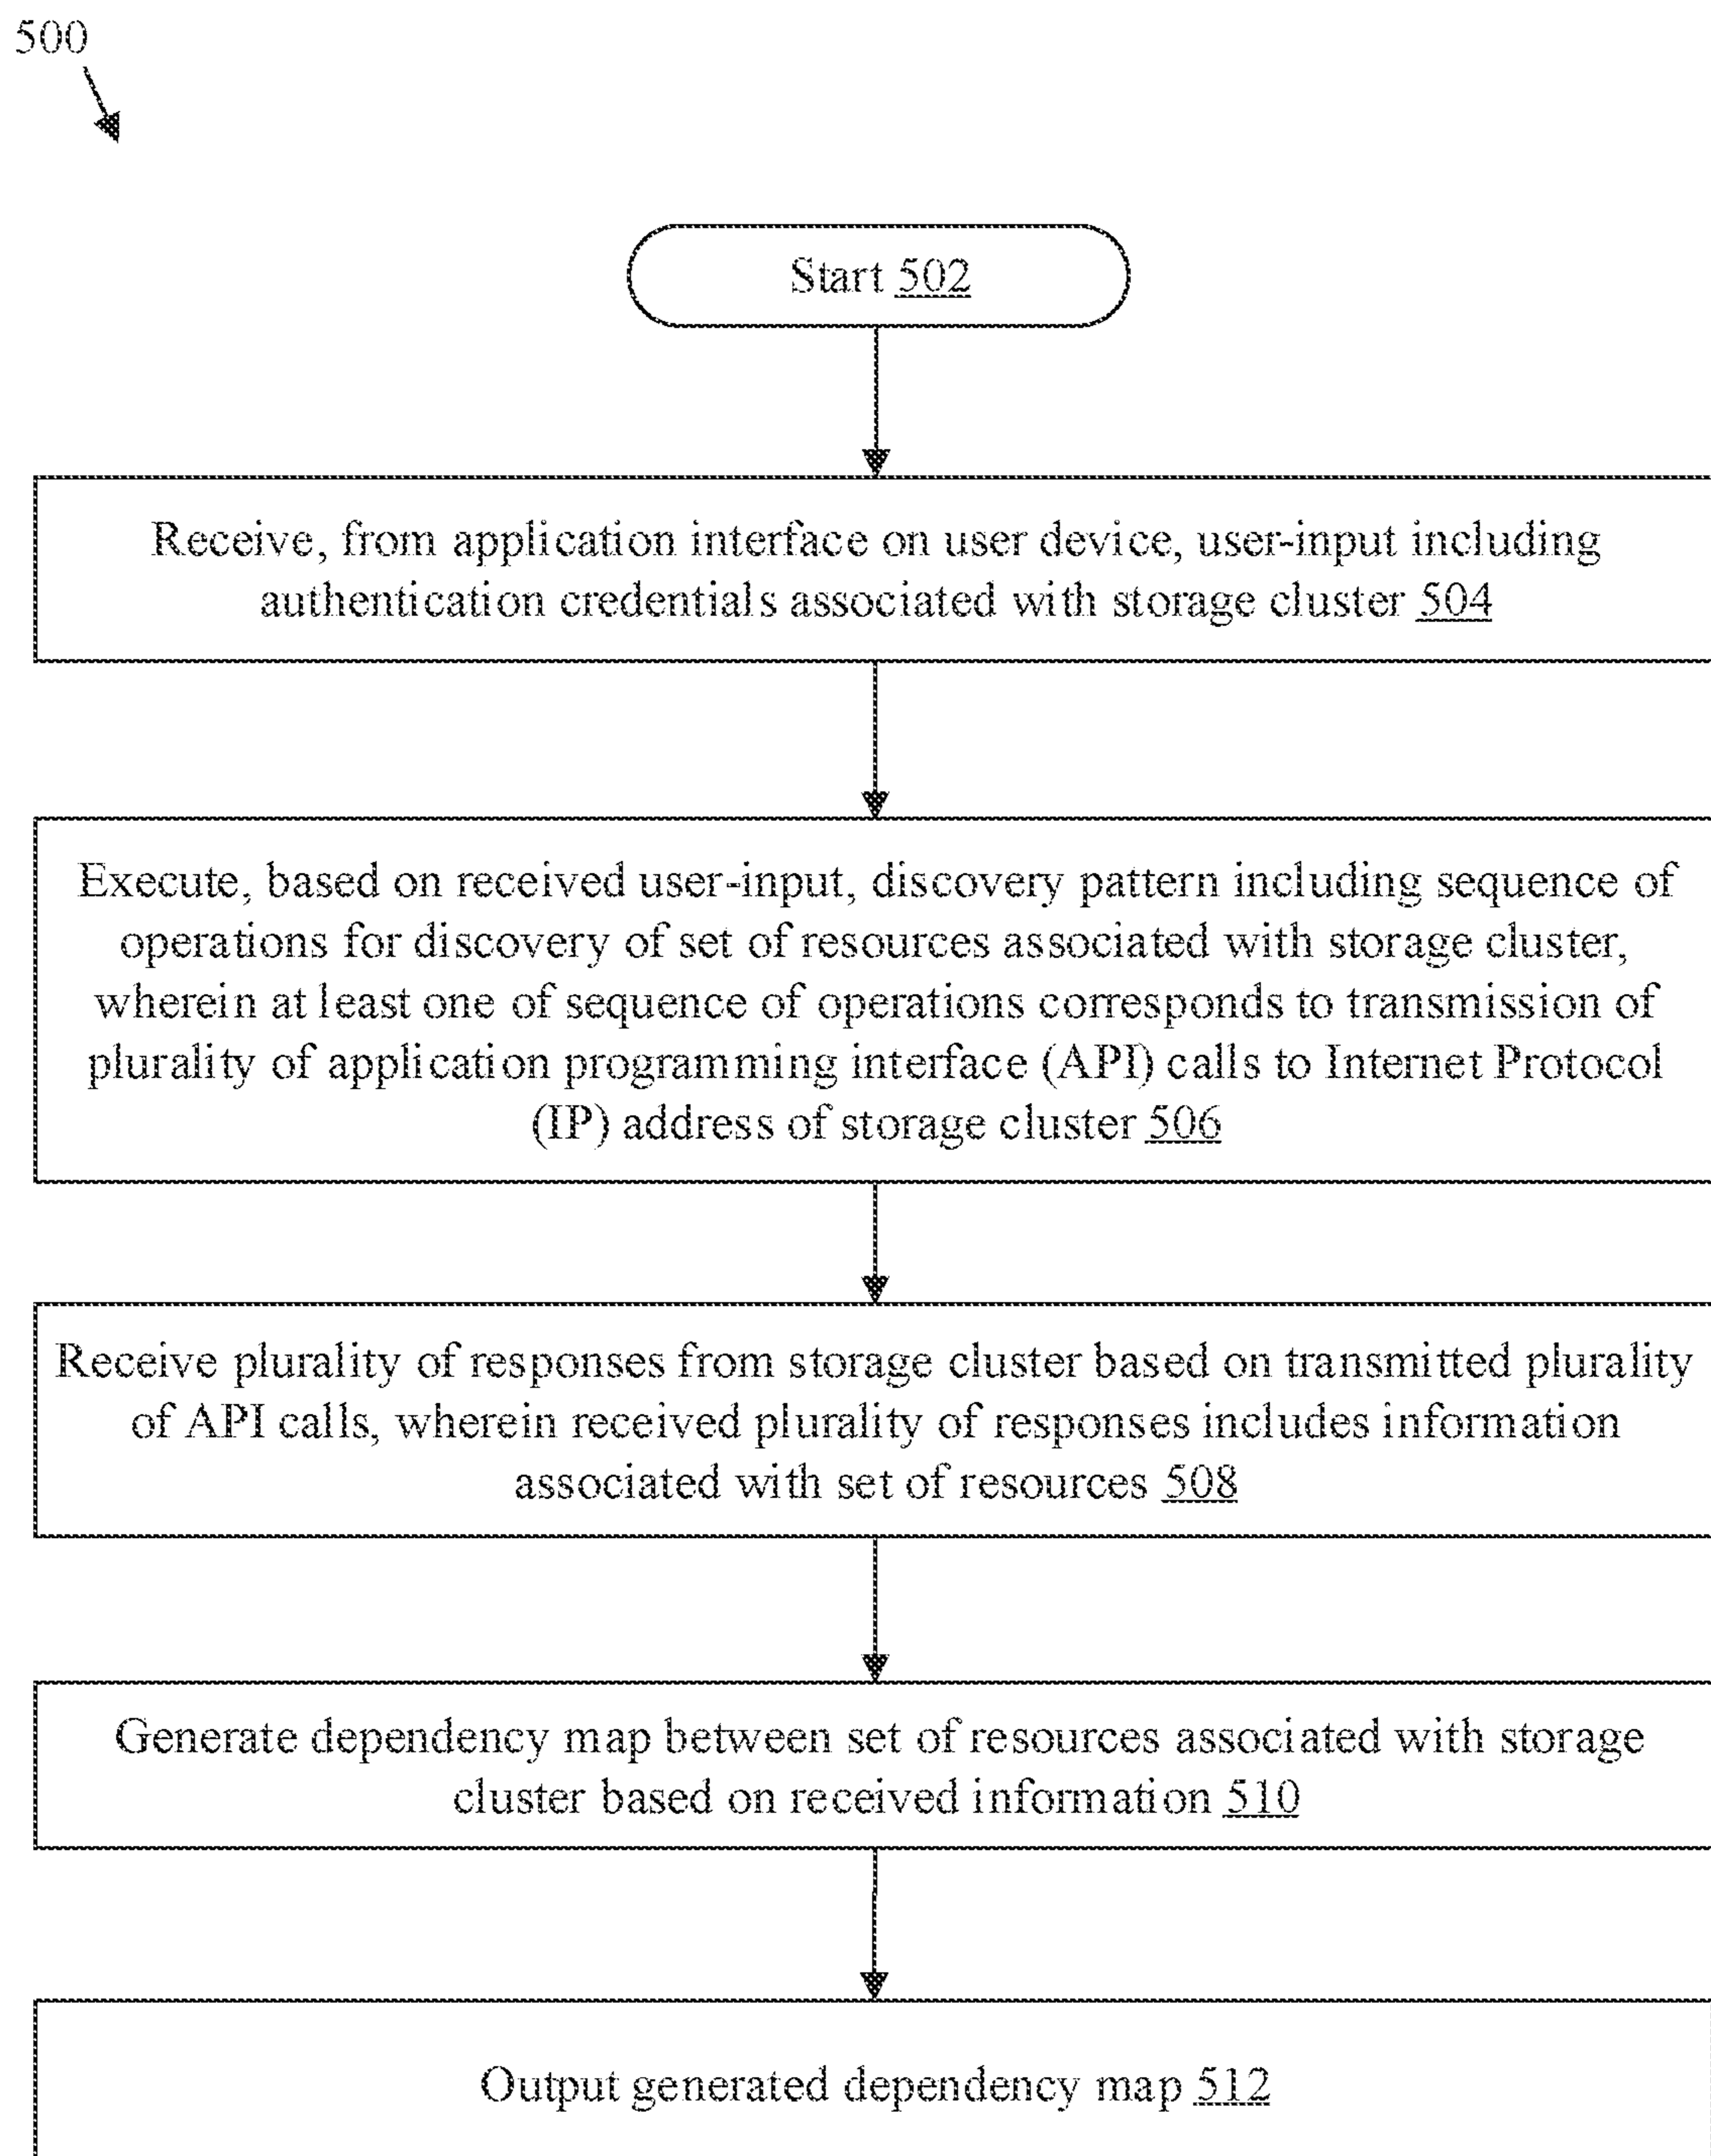 500
Start 502
Receive, from application interface on user device, user-input including
authentication credentials associated with storage cluster 504
Execute, based on received user-input, discovery pattern including sequence of
operations for discovery of set of resources associated with storage cluster,
wherein at least one of sequence of operations corresponds to transmission of
plurality of application programming interface (API) calls to Internet Protocol
(IP) address of storage cluster 506
Receive plurality of responses from storage cluster based on transmitted plurality
of API calls, wherein received plurality of responses includes information
associated with set of resources 508
Generate dependency map between set of resources associated with storage
cluster based on received information 510
Output generated dependency map 512